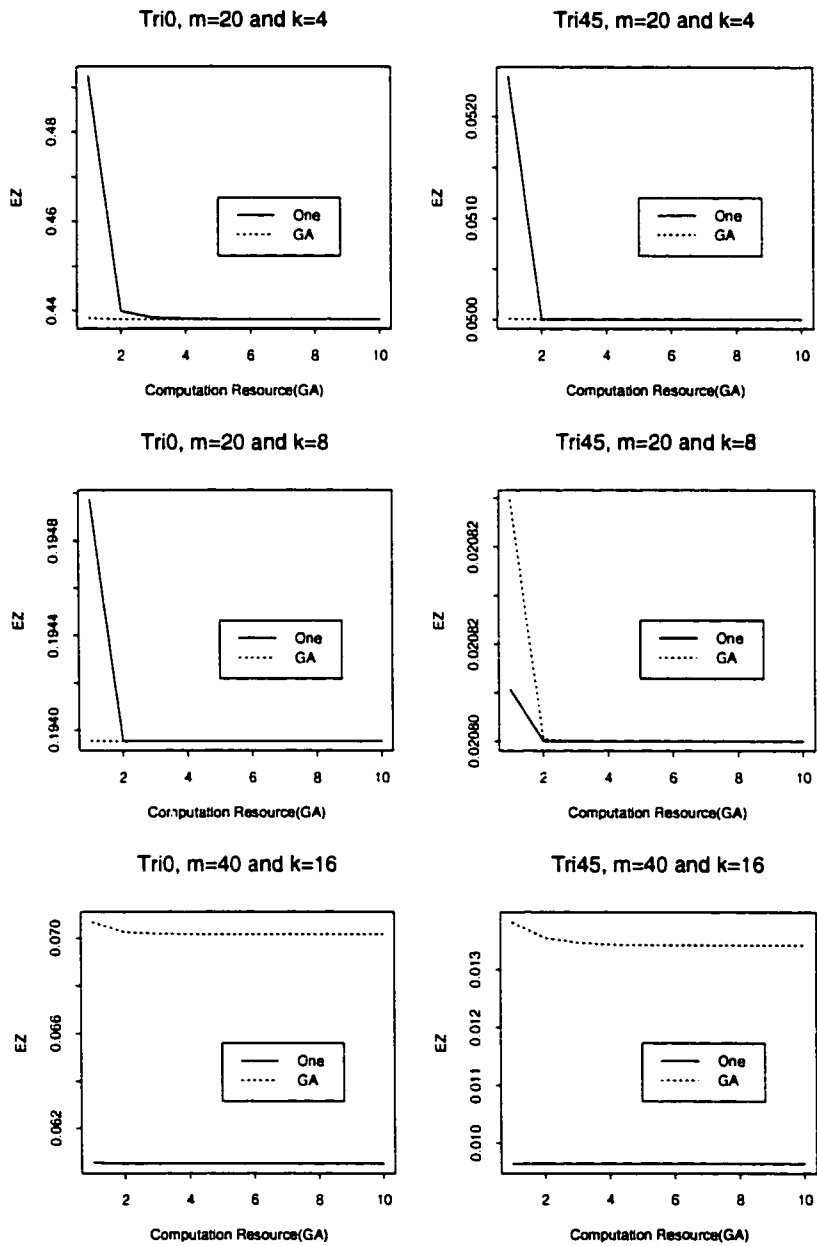 Tri0, m=20 and k=4
EZ
0.48
0.46
0.44
One
GA
2 4 6 8 10
Computation Resource(GA)
Tri45, m=20 and k=4
EZ
0.0520
0.0510
0.0500
One
GA
2 4 6 8 10
Computation Resource(GA)
Tri0, m=20 and k=8
EZ
0.1948
0.1944
0.1940
One
GA
2 4 6 8 10
Computation Resource(GA)
Tri45, m=20 and k=8
EZ
0.02082
0.02082
0.02080
One
GA
2 4 6 8 10
Computation Resource(GA)
Tri0, m=40 and k=16
EZ
0.070
0.066
0.062
One
GA
2 4 6 8 10
Computation Resource(GA)
Tri45, m=40 and k=16
EZ
0.013
0.012
0.011
0.010
One
GA
2 4 6 8 10
Computation Resource(GA)